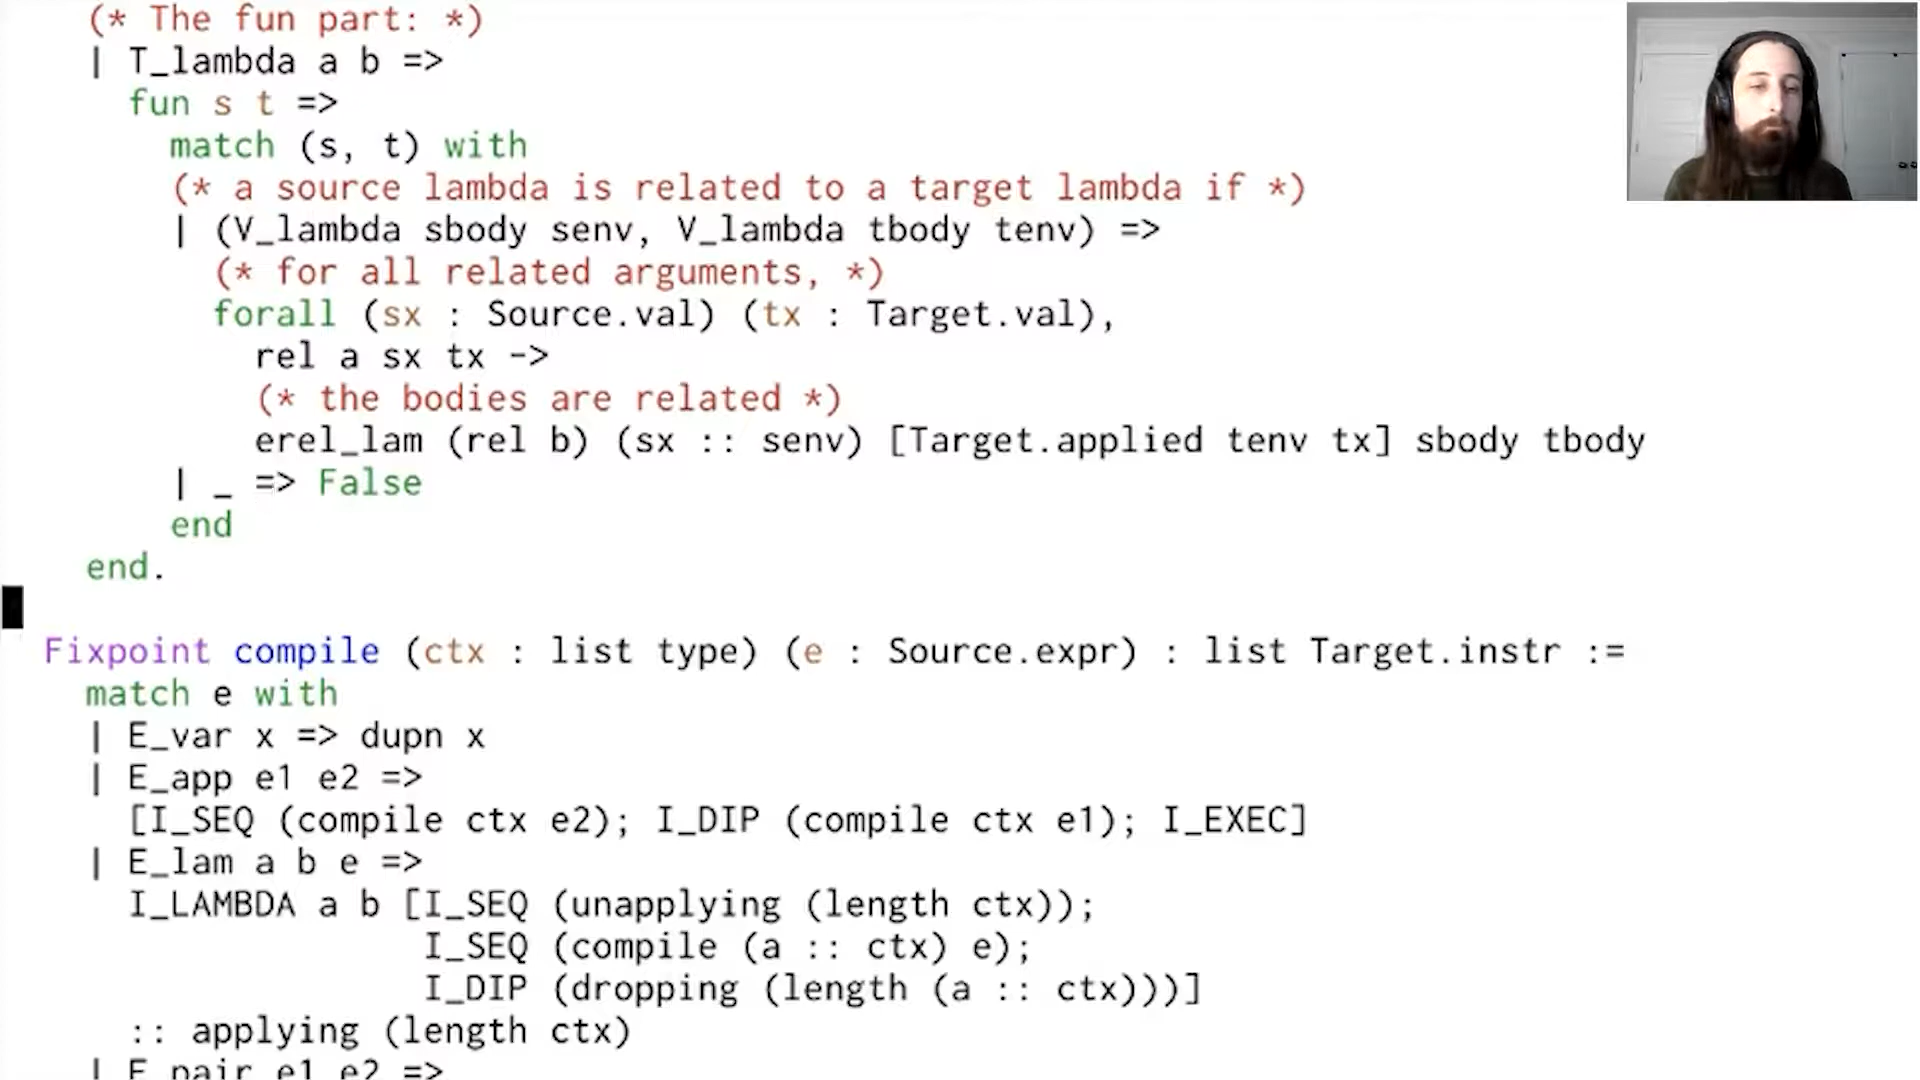 (* The fun part: *)
| T_lambda a b =>
fun s t =>
match (s, t) with
(* a source lambda is related to a target lambda if *)
| (V_lambda sbody senv, V_lambda tbody tenv) =>
(* for all related arguments, *)
forall (sx : Source.val) (tx : Target.val),
rel a sx tx ->
(* the bodies are related *)
erel_lam (rel b) (sx :: senv) [Target.applied tenv tx] sbody tbody
| _ => False
end
end.
Fixpoint compile (ctx : list type) (e : Source.expr) : list Target.instr :=
match e with
| E_var x => dupn x
| E_app e1 e2 =>
[I_SEQ (compile ctx e2); I_DIP (compile ctx e1); I_EXEC]
| E_lam a b e =>
I_LAMBDA a b [I_SEQ (unapplying (length ctx));
I_SEQ (compile (a :: ctx) e);
I_DIP (dropping (length (a :: ctx)))]
:: applying (length ctx)
| E_pair e1 e2 =>